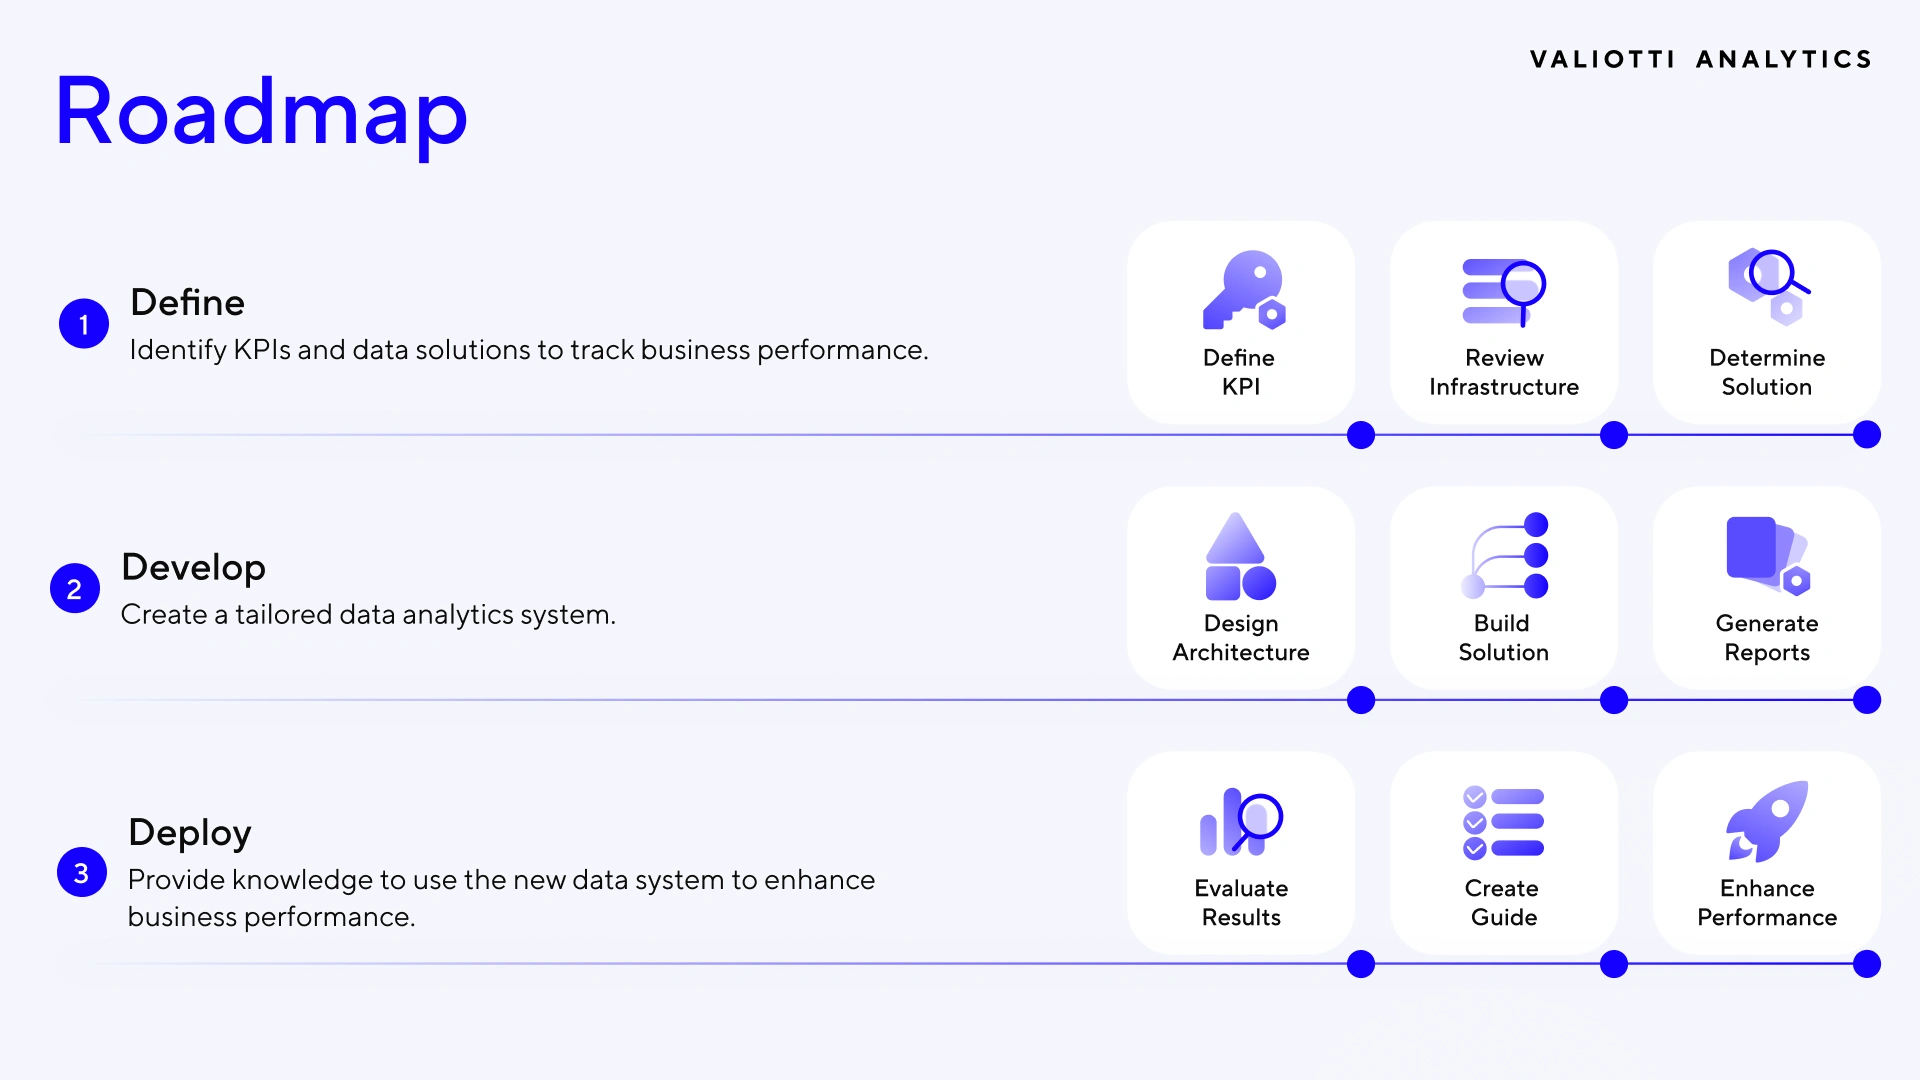 VALIOTTI ANALYTICS
Roadmap
1
Define
Identify KPIs and data solutions to track business performance.
Define
KPI
Review
Infrastructure
Determine
Solution
2
Develop
Create a tailored data analytics system.
Design
Architecture
Build
Solution
Generate
Reports
3
Deploy
Provide knowledge to use the new data system to enhance
business performance.
Evaluate
Results
Create
Guide
Enhance
Performance